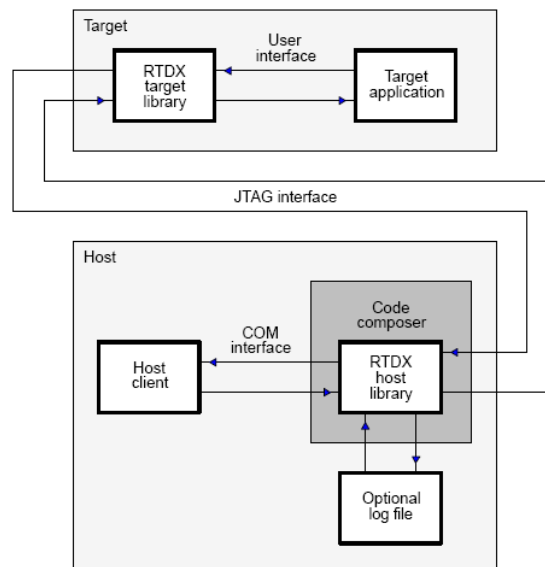 Target
User
interface
RTDX
target
library
Target
application
JTAG interface
Host
Code
composer
COM
interface
Host
client
RTDX
host
library
Optional
log file